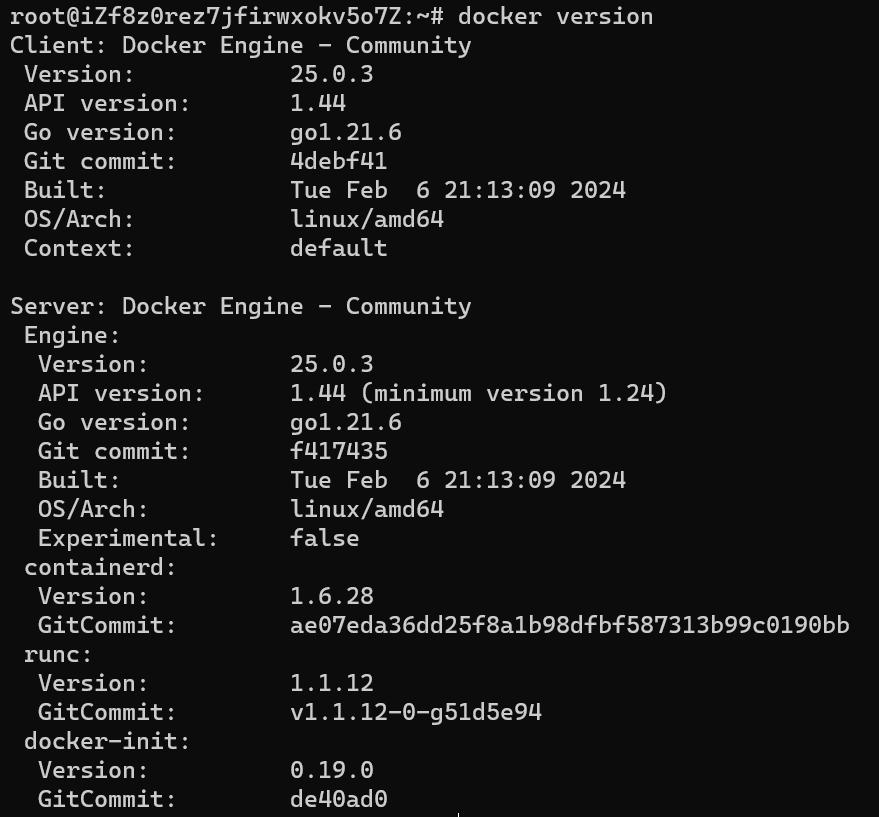 root@iZf8z0rez7jfirwxokv5o7Z:~# docker version
Client: Docker Engine - Community
 Version:           25.0.3
 API version:       1.44
 Go version:        go1.21.6
 Git commit:        4debf41
 Built:             Tue Feb  6 21:13:09 2024
 OS/Arch:           linux/amd64
 Context:           default

Server: Docker Engine - Community
 Engine:
  Version:          25.0.3
  API version:      1.44 (minimum version 1.24)
  Go version:       go1.21.6
  Git commit:       f417435
  Built:            Tue Feb  6 21:13:09 2024
  OS/Arch:          linux/amd64
  Experimental:     false
 containerd:
  Version:          1.6.28
  GitCommit:        ae07eda36dd25f8a1b98dfbf587313b99c0190bb
 runc:
  Version:          1.1.12
  GitCommit:        v1.1.12-0-g51d5e94
 docker-init:
  Version:          0.19.0
  GitCommit:        de40ad0